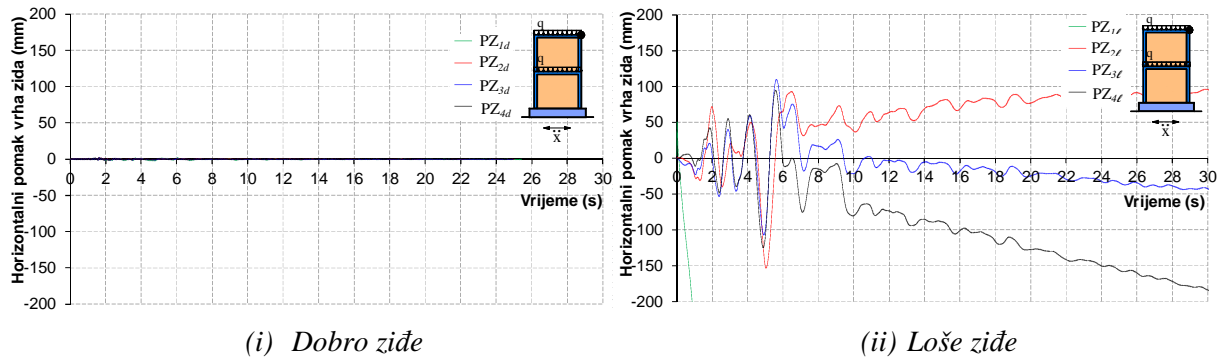 Horizontalni pomak vrha zida (mm)
200
150
100
50
0
-50
-100
-150
-200
0 2 4 6 8 10 12 14 16 18 20 22 24 26 28 30
Vrijeme (s)
PZ1d
PZ2d
PZ3d
PZ4d
q
q
ẍ
(i) Dobro ziđe
Horizontalni pomak vrha zida (mm)
200
150
100
50
0
-50
-100
-150
-200
0 2 4 6 8 10 12 14 16 18 20 22 24 26 28 30
Vrijeme (s)
PZ1ℓ
PZ2ℓ
PZ3ℓ
PZ4ℓ
q
q
ẍ
(ii) Loše ziđe